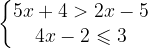 5x + 4 > 2x - 5
4x - 2 ⩽ 3